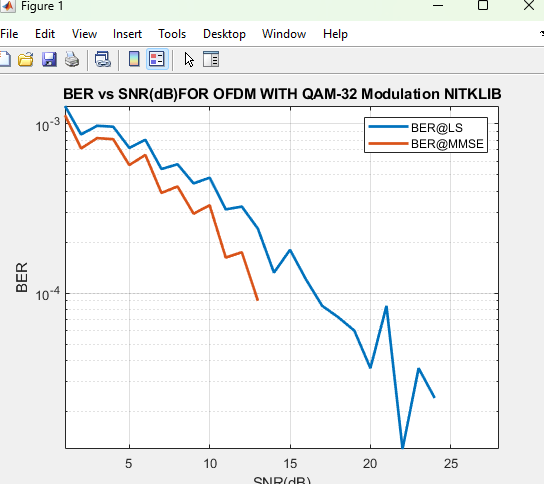 Figure 1
File Edit View Insert Tools Desktop Window Help
BER vs SNR(dB)FOR OFDM WITH QAM-32 Modulation NITKLIB
BER@LS
BER@MMSE
10-3
10-4
BER
5 10 15 20 25
SNR(dB)